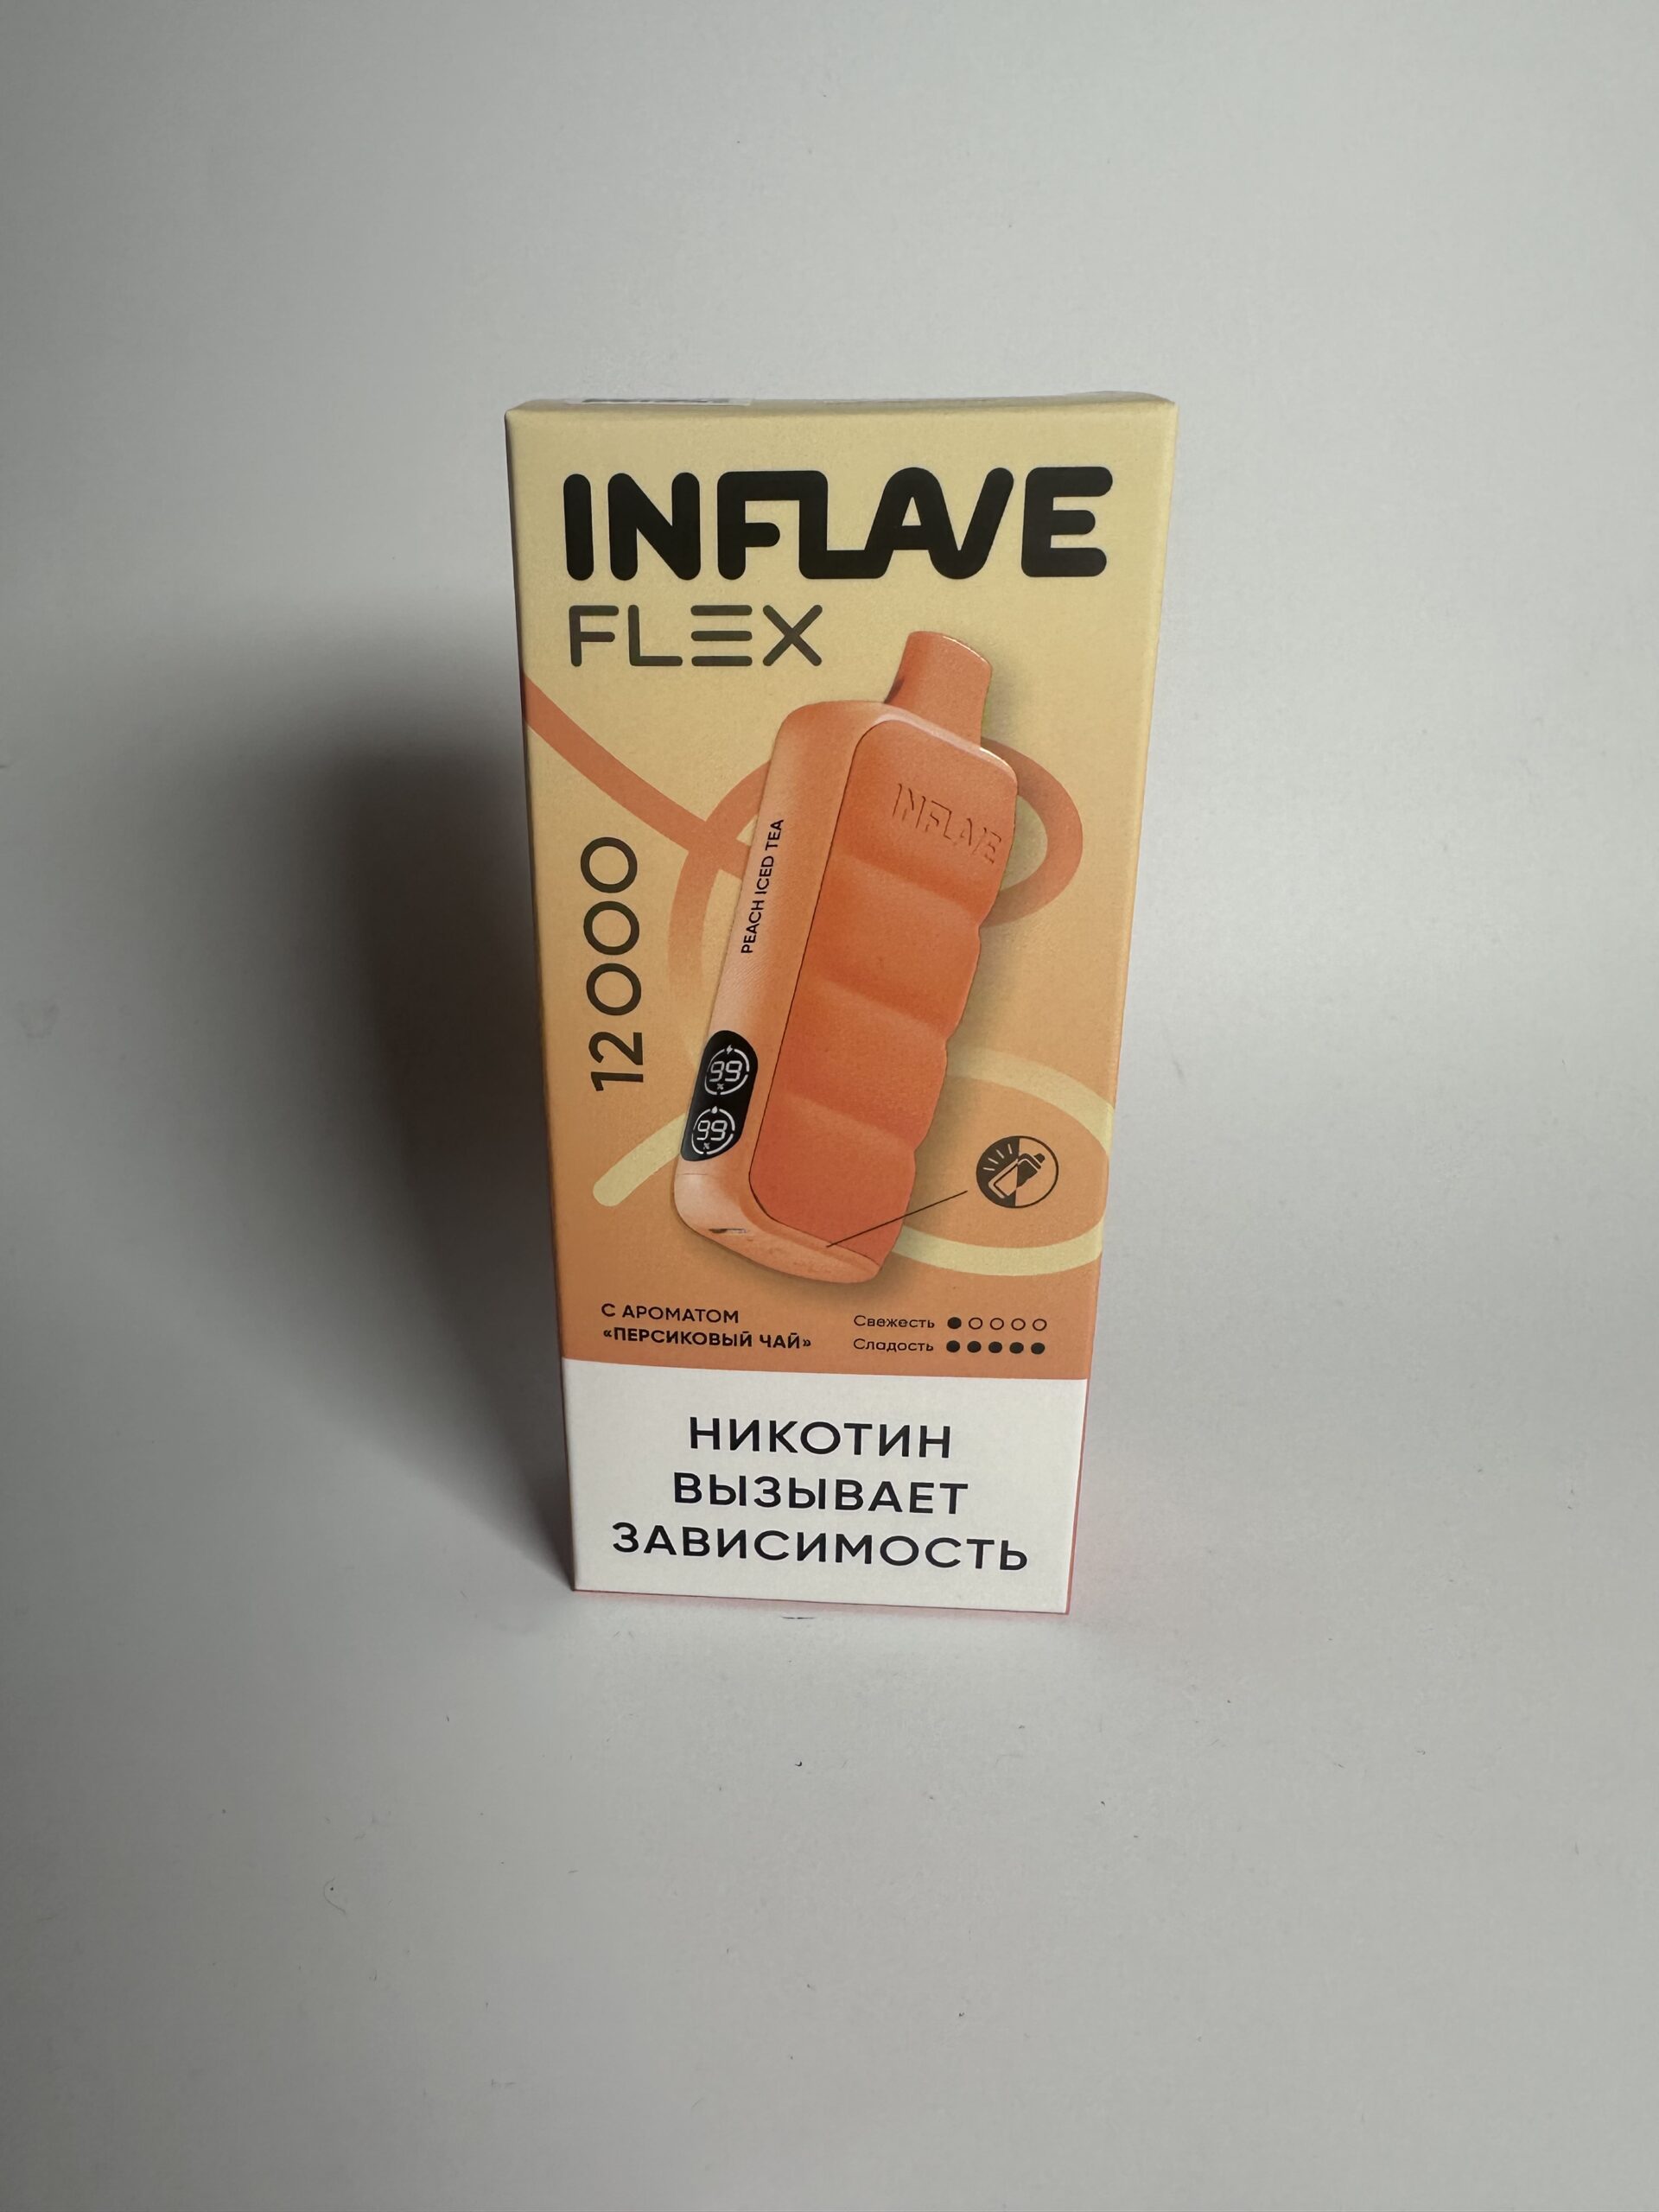 INFLAVE
FLEX
12000
INFLAVE
PEACH ICED TEA
99
%
99
%
С АРОМАТОМ
«ПЕРСИКОВЫЙ ЧАЙ»
Свежесть
Сладость
НИКОТИН
ВЫЗЫВАЕТ
ЗАВИСИМОСТЬ